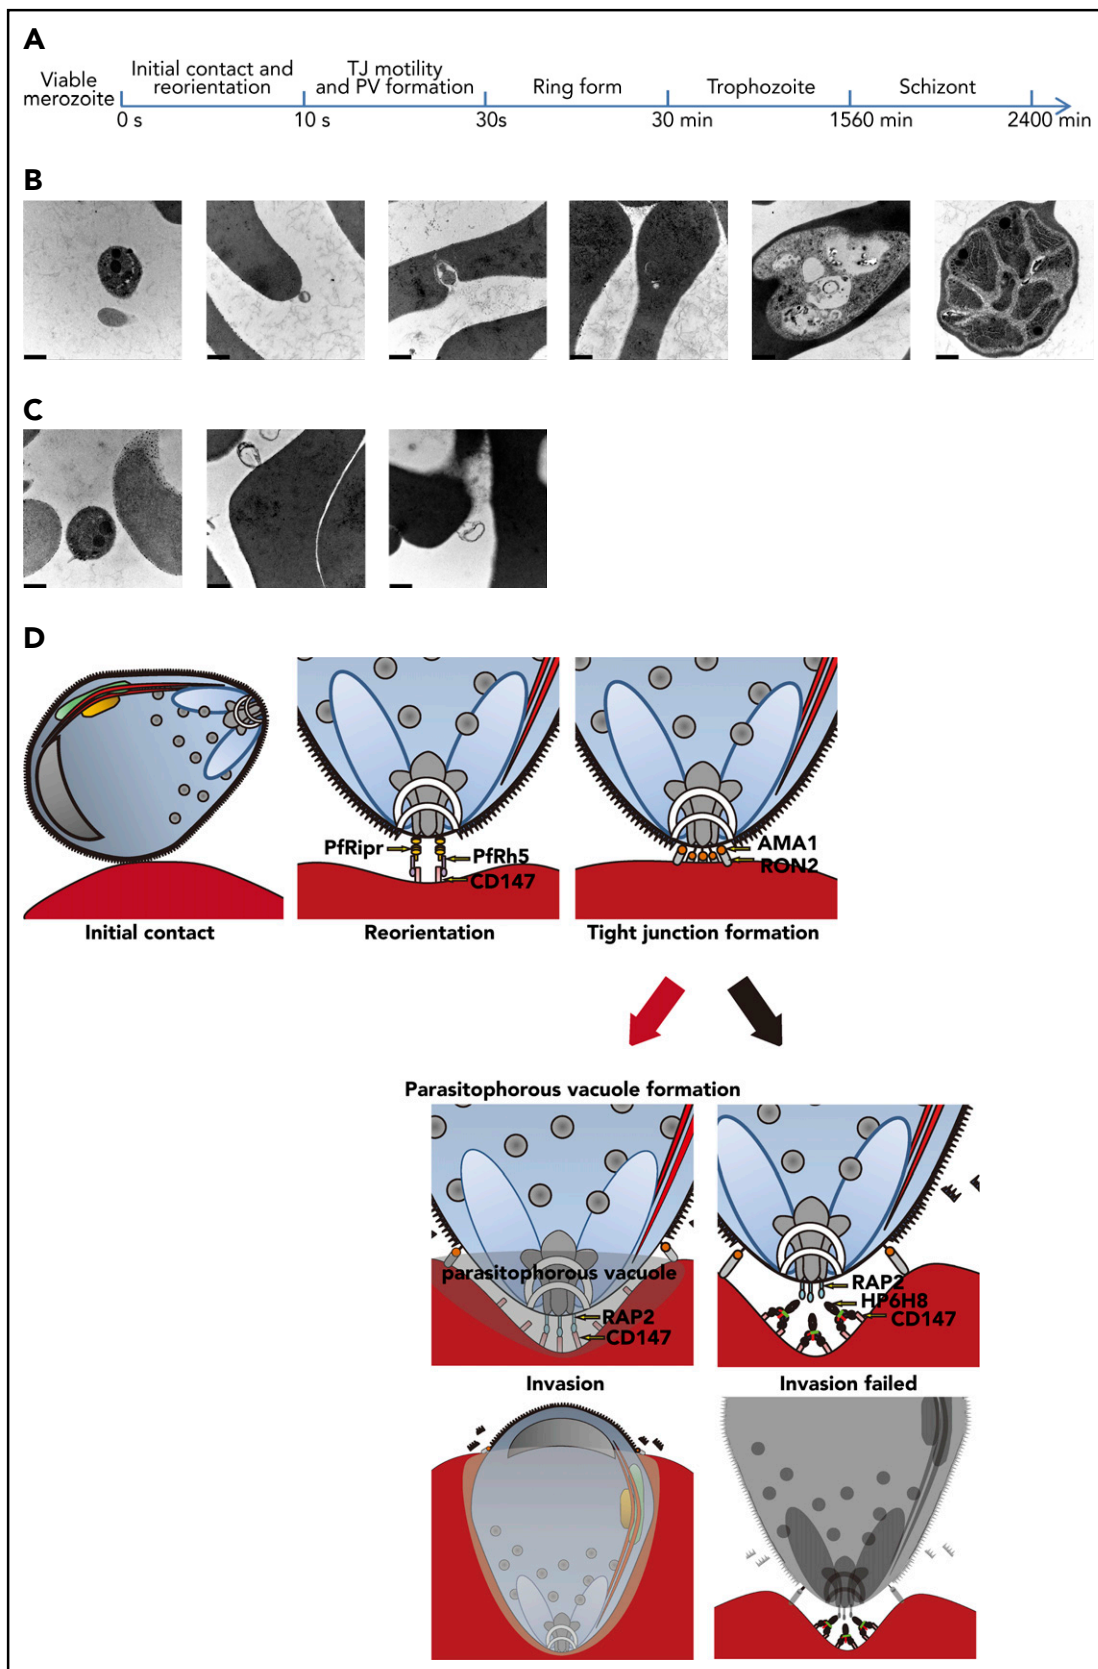 A
Viable
merozoite
Initial contact and
reorientation
TJ motility
and PV formation
Ring form
Trophozoite
Schizont
0 s
10 s
30s
30 min
1560 min
2400 min
B
C
D
PfRipr
PfRh5
CD147
AMA1
RON2
Initial contact
Reorientation
Tight junction formation
Parasitophorous vacuole formation
parasitophorous vacuole
RAP2
CD147
RAP2
HP6H8
CD147
Invasion
Invasion failed